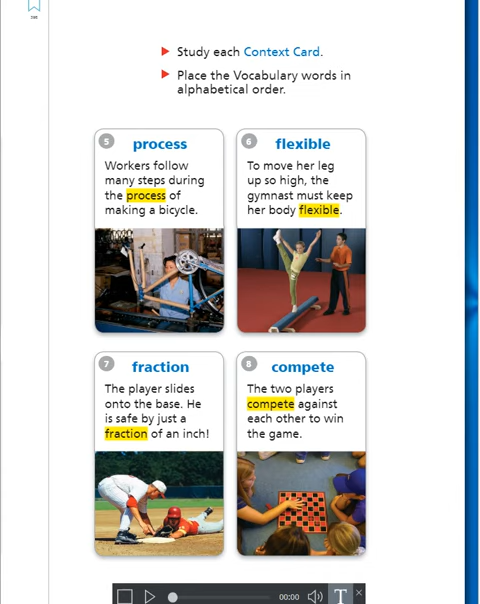 Study each Context Card.
Place the Vocabulary words in
alphabetical order.
5
process
Workers follow
many steps during
the process of
making a bicycle.
6
flexible
To move her leg
up so high, the
gymnast must keep
her body flexible.
7
fraction
The player slides
onto the base. He
is safe by just a
fraction of an inch!
8
compete
The two players
compete against
each other to win
the game.
00:00
T